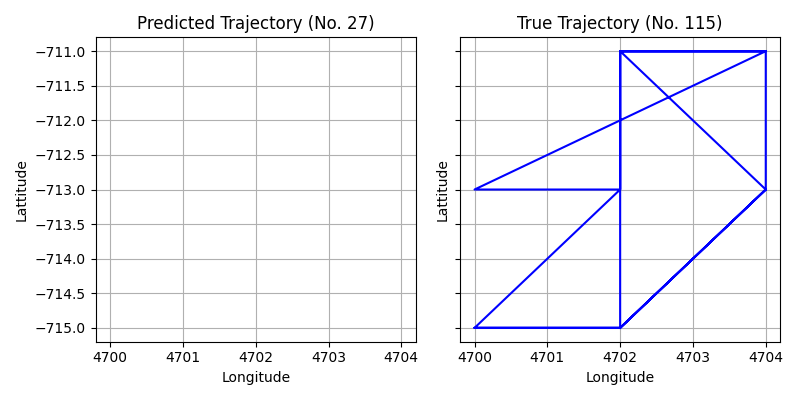 Predicted Trajectory (No. 27)
True Trajectory (No. 115)
−711.0
−711.5
−712.0
−712.5
−713.0
−713.5
−714.0
−714.5
−715.0
Lattitude
Lattitude
4700 4701 4702 4703 4704
4700 4701 4702 4703 4704
Longitude
Longitude